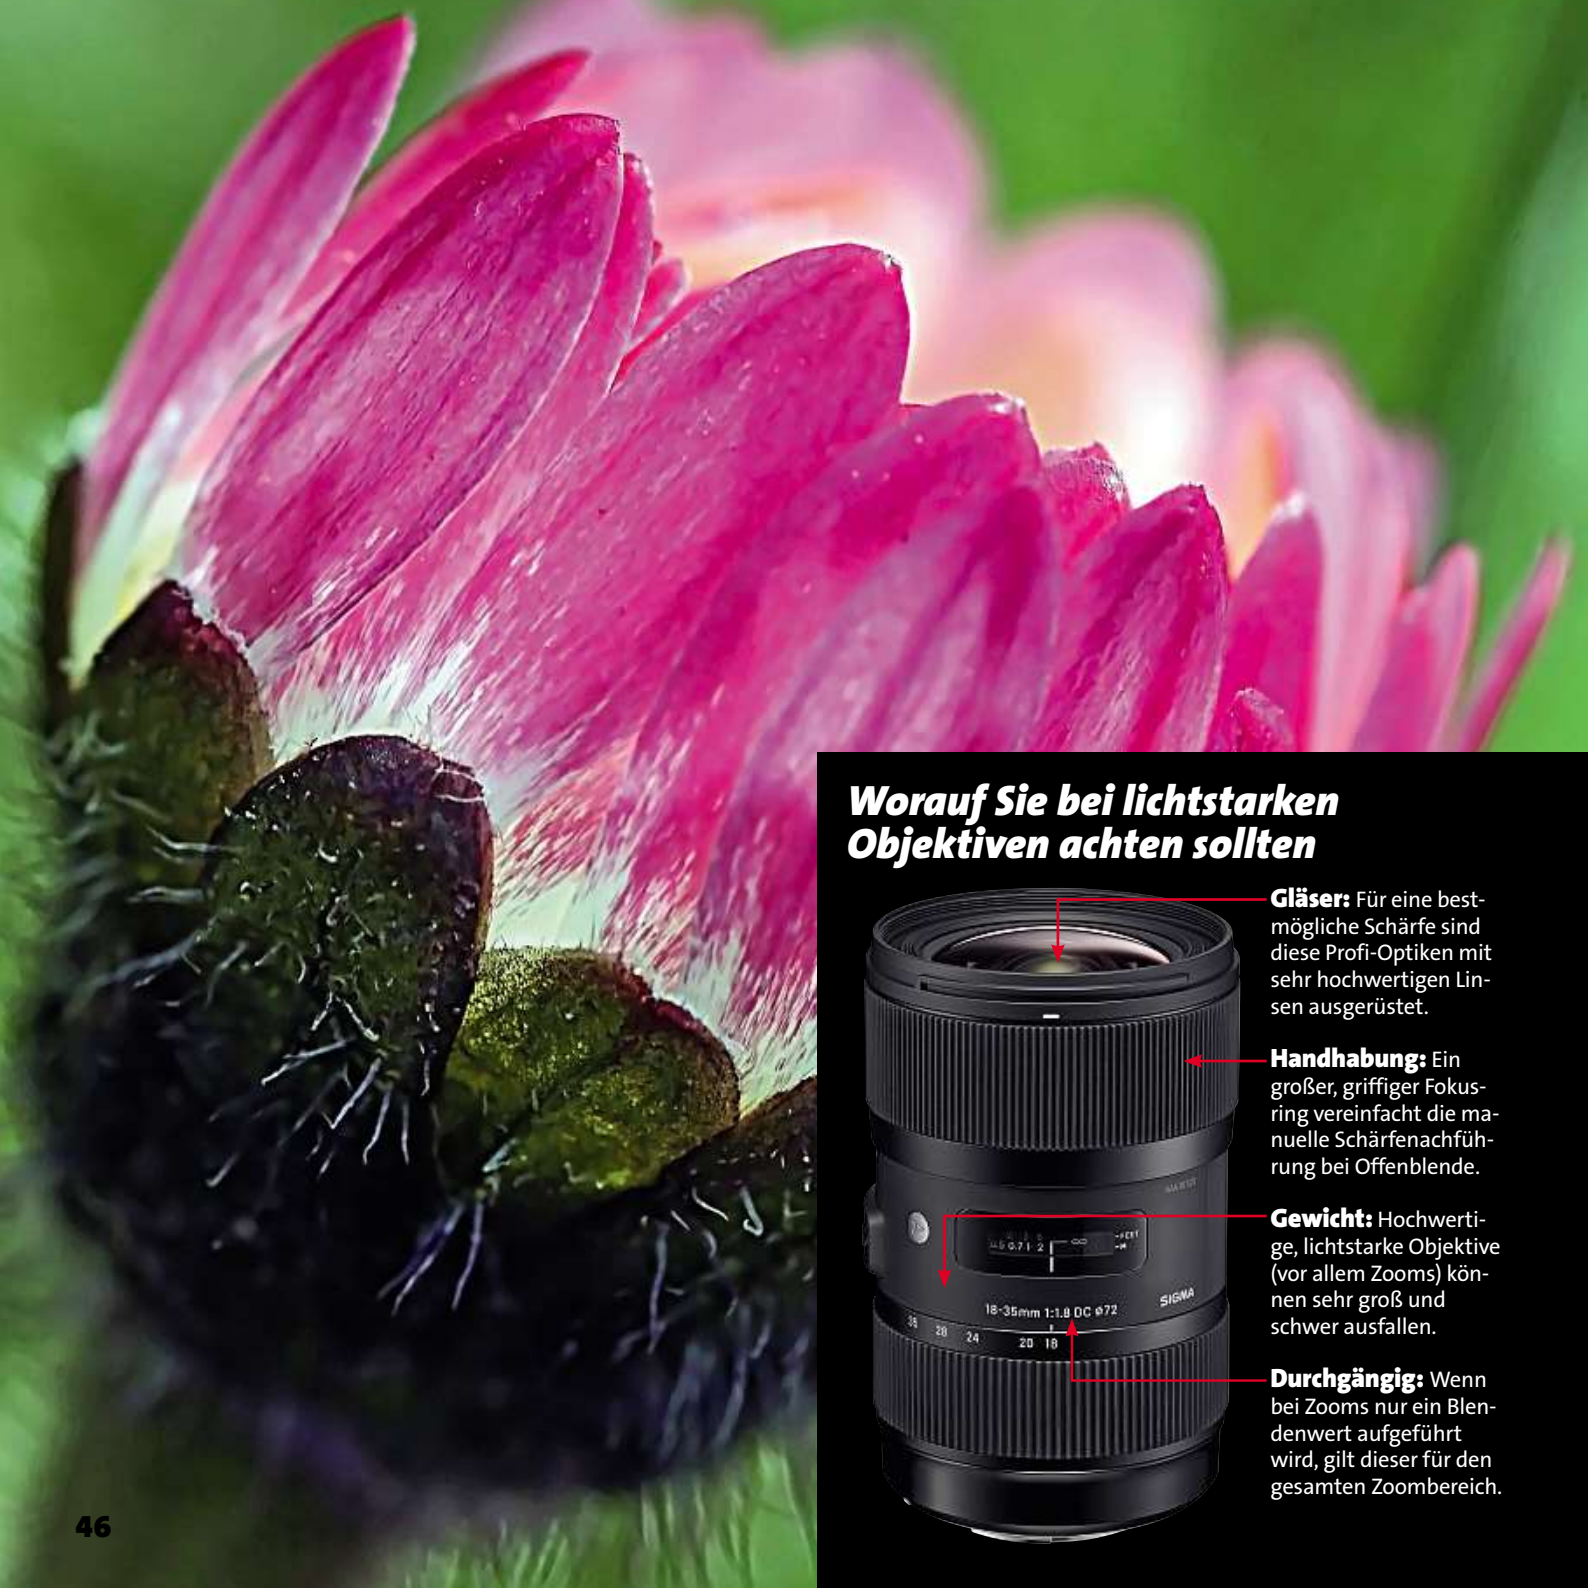 Worauf Sie bei lichtstarken
Objektiven achten sollten
Gläser: Für eine best-
mögliche Schärfe sind
diese Profi-Optiken mit
sehr hochwertigen Lin-
sen ausgerüstet.
Handhabung: Ein
großer, griffiger Fokus-
ring vereinfacht die ma-
nuelle Schärfenachfüh-
rung bei Offenblende.
Gewicht: Hochwerti-
ge, lichtstarke Objektive
(vor allem Zooms) kön-
nen sehr groß und
schwer ausfallen.
Durchgängig: Wenn
bei Zooms nur ein Blen-
denwert aufgeführt
wird, gilt dieser für den
gesamten Zoombereich.
0.7 1 2 ∞
SIGMA
18-35mm 1:1.8 DC ø72
35 28 24 20 18
46